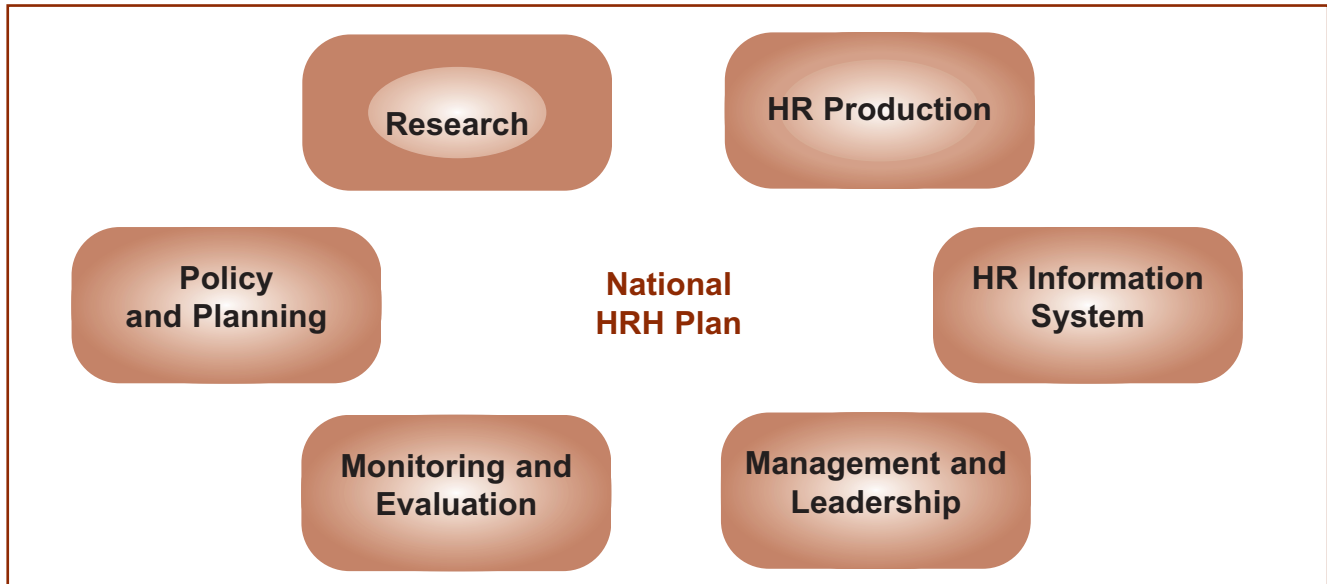 Research
HR Production
Policy
and Planning
National
HRH Plan
HR Information
System
Monitoring and
Evaluation
Management and
Leadership